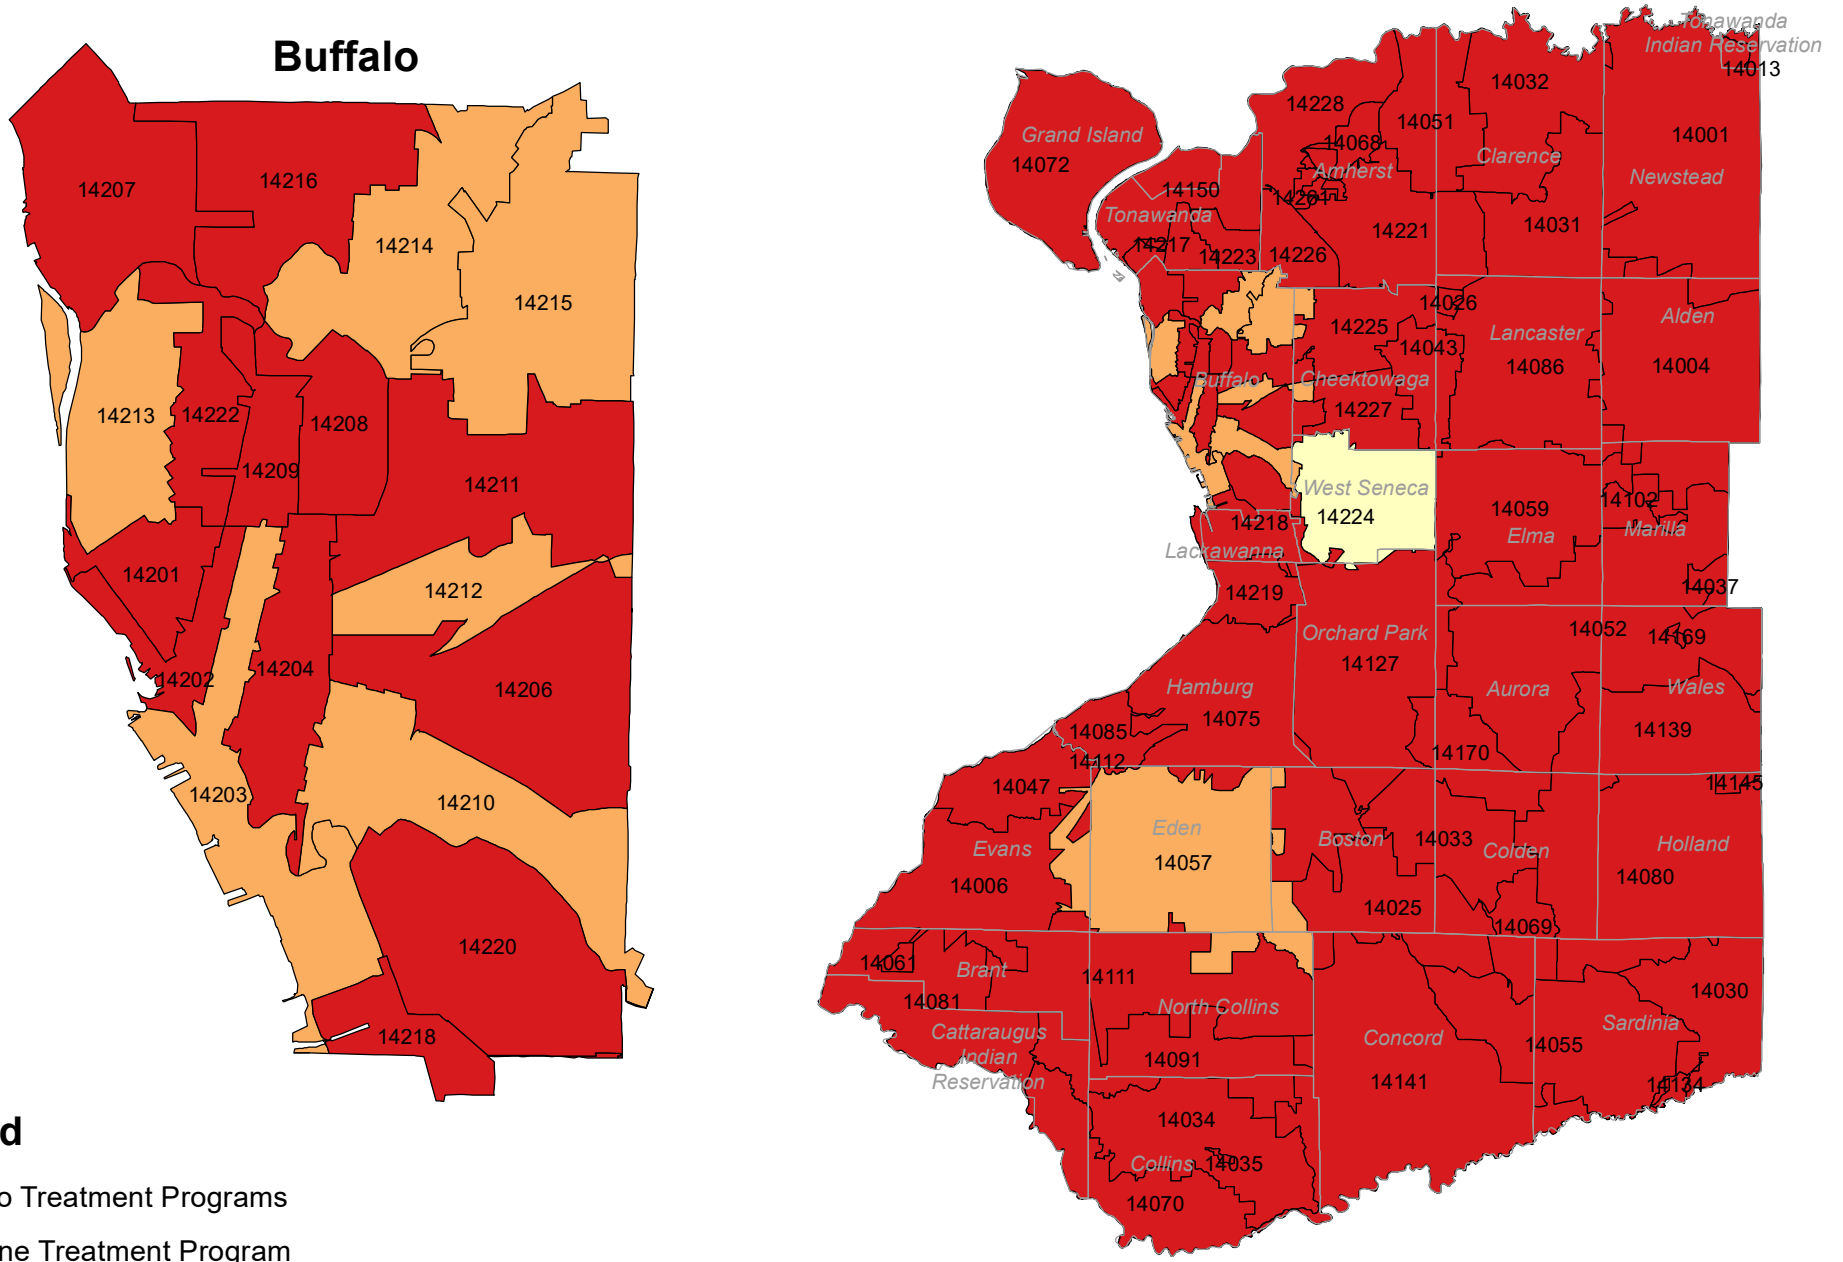 Buffalo
14207
14216
14214
14215
14213
14222
14208
14209
14211
14201
14212
14202
14204
14206
14203
14210
14220
14218
d
o Treatment Programs
ne Treatment Program
Tonawanda
Indian Reservation
14013
14032
14228
14051
14001
Grand Island
14072
14068
Amherst
Clarence
Newstead
14150
14261
Tonawanda
14221
14031
14217
14223
14226
14026
14225
Lancaster
Alden
14043
14086
14004
Buffalo
Cheektowaga
14227
West Seneca
14224
14218
Lackawanna
14059
Elma
14102
Marilla
14037
14219
Orchard Park
14127
14052
14169
Hamburg
14075
Aurora
Wales
14085
14139
14112
14170
14047
14145
Eden
14057
Evans
14006
Boston
14033
Colden
Holland
14080
14025
14069
14061
Brant
14111
14081
North Collins
14030
Cattaraugus
Indian
Reservation
Concord
Sardinia
14055
14091
14141
14134
14034
Collins
14035
14070